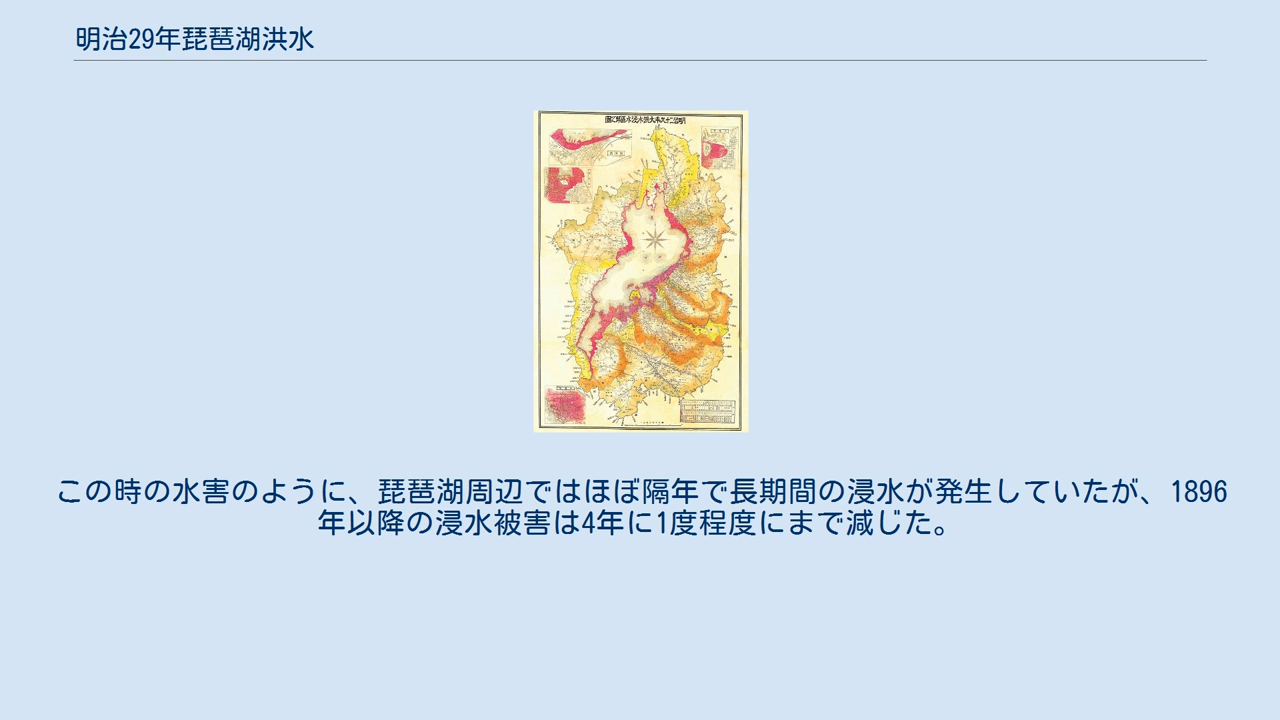 明治29年琵琶湖洪水
この時の水害のように、琵琶湖周辺ではほぼ隔年で長期間の浸水が発生していたが、1896
年以降の浸水被害は4年に1度程度にまで減じた。